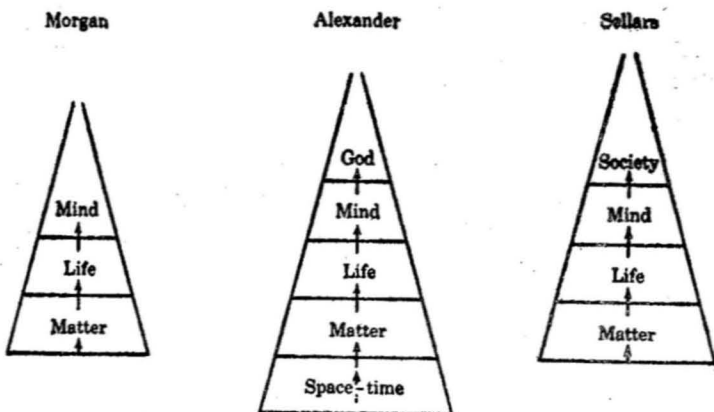 Morgan
Mind
Life
Matter
Alexander
God
Mind
Life
Matter
Space-time
Sellars
Society
Mind
Life
Matter